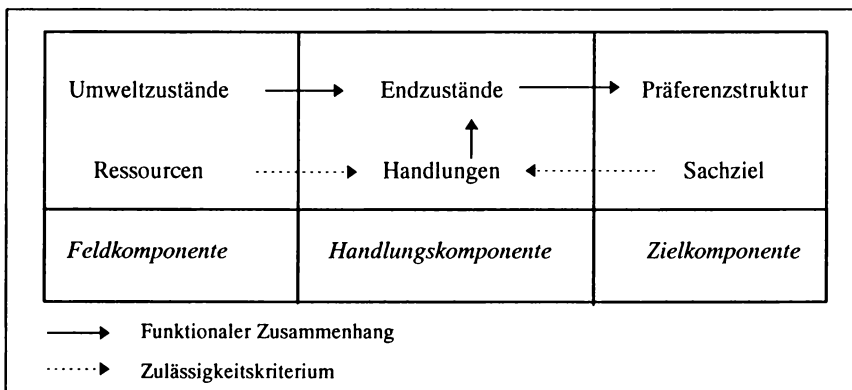 Umweltzustände Endzustände Präferenzstruktur
Ressourcen Handlungen Sachziel
Feldkomponente Handlungskomponente Zielkomponente
Funktionaler Zusammenhang
Zulässigkeitskriterium